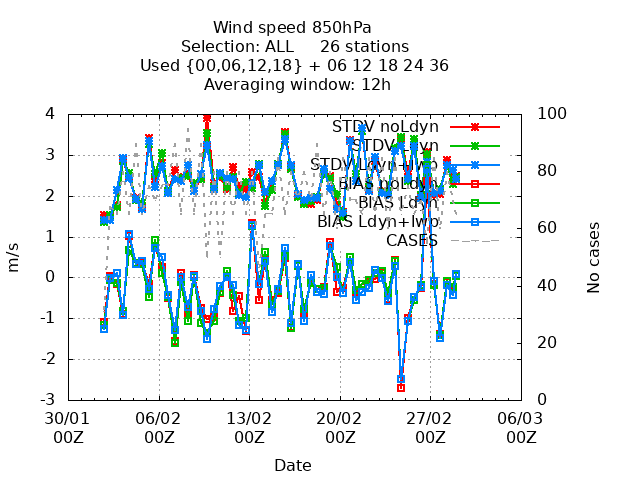 Wind speed 850hPa
Selection: ALL 26 stations
Used {00,06,12,18} + 06 12 18 24 36
Averaging window: 12h
4
3
2
1
0
-1
-2
-3
m/s
100
80
60
40
20
0
No cases
STDV noLdyn
STDV Ldyn
STDV Ldyn+lwp
BIAS noLdyn
BIAS Ldyn
BIAS Ldyn+lwp
CASES
30/01 06/02 13/02 20/02 27/02 06/03
00Z 00Z 00Z 00Z 00Z 00Z
Date